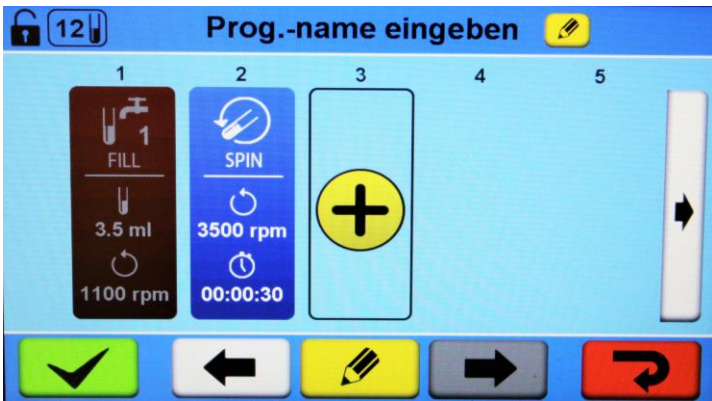 12
Prog.-name eingeben
1 2 3 4 5
1
FILL
3.5 ml
1100 rpm
SPIN
3500 rpm
00:00:30